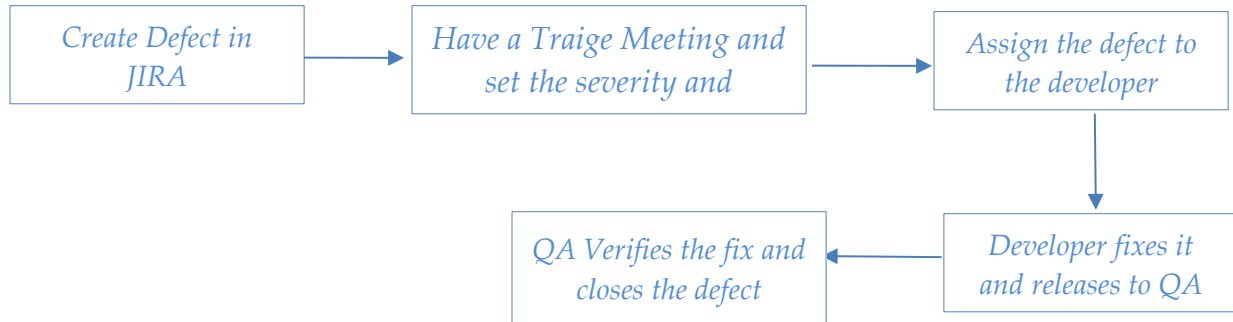 Create Defect in
JIRA
Have a Traige Meeting and
set the severity and
Assign the defect to
the developer
QA Verifies the fix and
closes the defect
Developer fixes it
and releases to QA